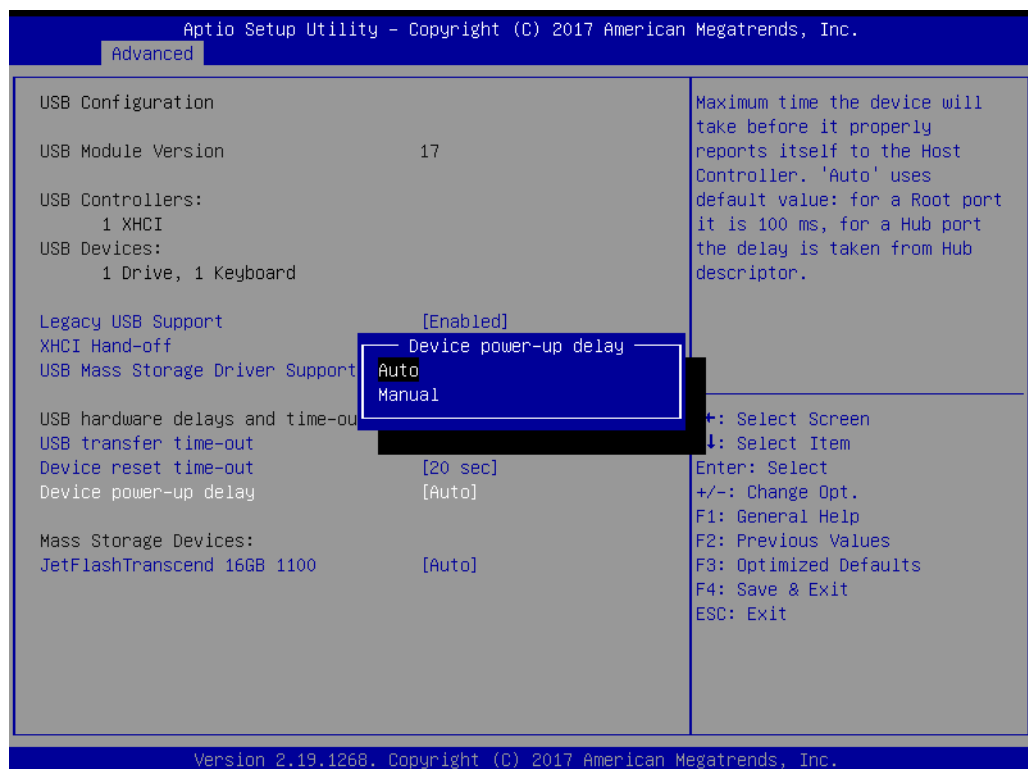 Aptio Setup Utility – Copyright (C) 2017 American Megatrends, Inc.
Advanced
USB Configuration
USB Module Version 17
USB Controllers:
1 XHCI
USB Devices:
1 Drive, 1 Keyboard
Legacy USB Support [Enabled]
XHCI Hand-off
USB Mass Storage Driver Support
USB hardware delays and time-ou
USB transfer time-out
Device reset time-out [20 sec]
Device power-up delay [Auto]
Mass Storage Devices:
JetFlashTranscend 16GB 1100 [Auto]
Device power-up delay
Auto
Manual
Maximum time the device will
take before it properly
reports itself to the Host
Controller. 'Auto' uses
default value: for a Root port
it is 100 ms, for a Hub port
the delay is taken from Hub
descriptor.
: Select Screen
: Select Item
Enter: Select
+/-: Change Opt.
F1: General Help
F2: Previous Values
F3: Optimized Defaults
F4: Save & Exit
ESC: Exit
Version 2.19.1268. Copyright (C) 2017 American Megatrends, Inc.